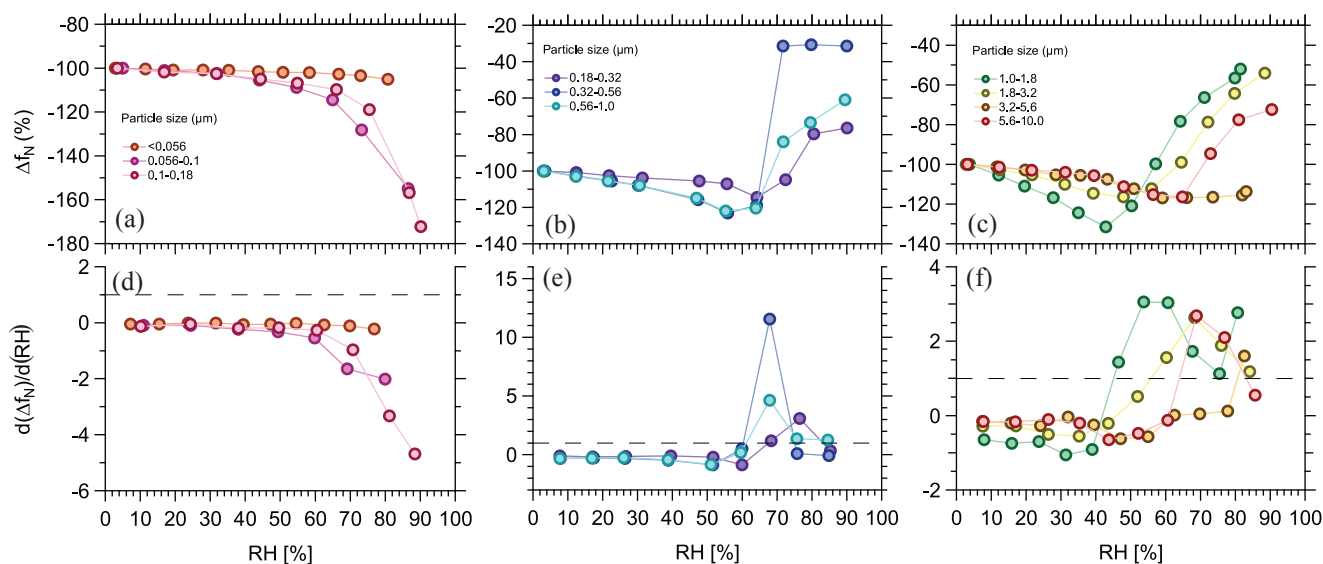 (a)
Δf_N (%)
-80
-100
-120
-140
-160
-180
Particle size (μm)
<0.056
0.056-0.1
0.1-0.18
(b)
-20
-40
-60
-80
-100
-120
-140
Particle size (μm)
0.18-0.32
0.32-0.56
0.56-1.0
(c)
-40
-60
-80
-100
-120
-140
Particle size (μm)
1.0-1.8
1.8-3.2
3.2-5.6
5.6-10.0
(d)
d(Δf_N)/d(RH)
2
0
-2
-4
-6
0 10 20 30 40 50 60 70 80 90 100
RH [%]
(e)
15
10
5
0
0 10 20 30 40 50 60 70 80 90 100
RH [%]
(f)
4
3
2
1
0
-1
-2
0 10 20 30 40 50 60 70 80 90 100
RH [%]